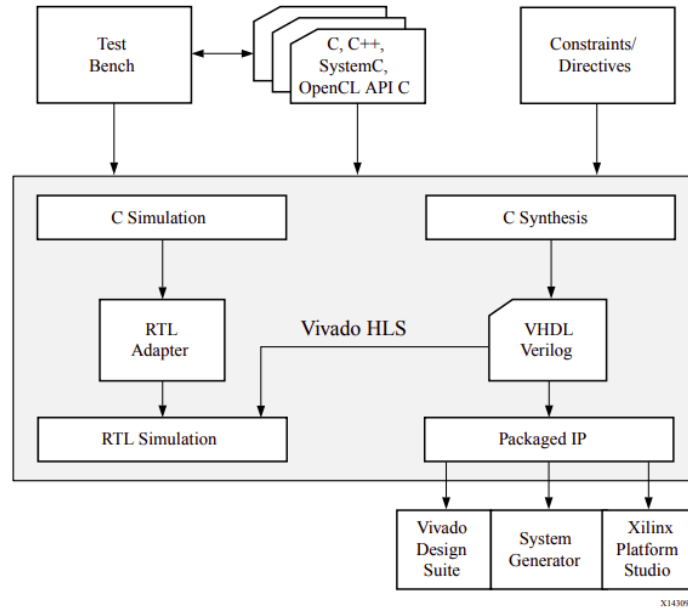 Test
Bench
C, C++,
SystemC,
OpenCL API C
Constraints/
Directives
C Simulation
C Synthesis
RTL
Adapter
Vivado HLS
VHDL
Verilog
RTL Simulation
Packaged IP
Vivado
Design
Suite
System
Generator
Xilinx
Platform
Studio
X14309